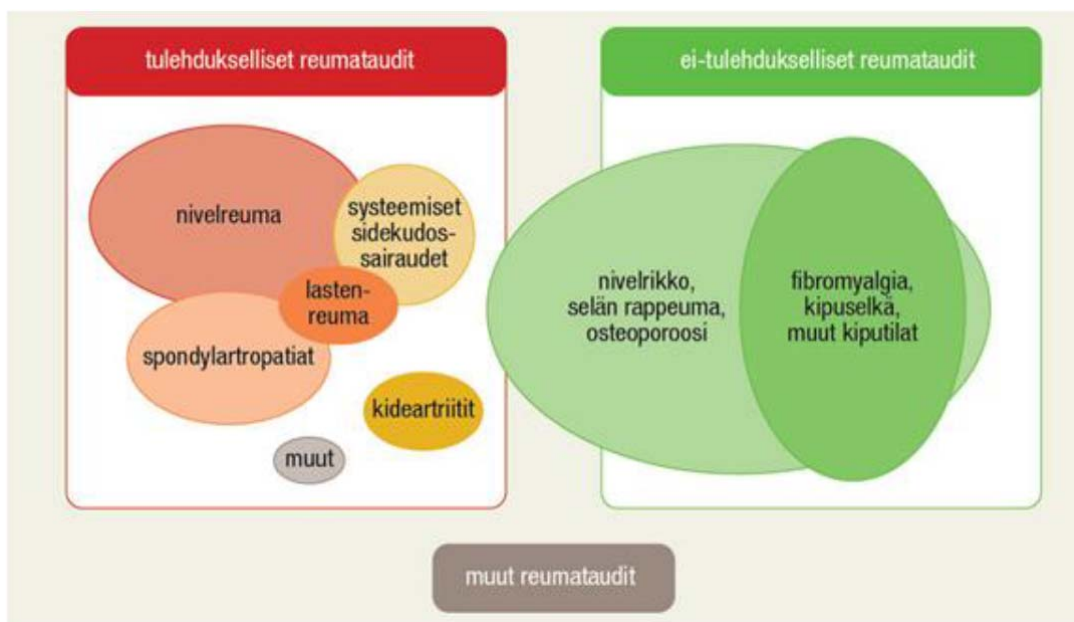 tulehdukselliset reumataudit
nivelreuma
systeemiset
sidekudos-
sairaudet
lasten-
reuma
spondylartropatiat
kideartriitit
muut
ei-tulehdukselliset reumataudit
nivelrikko,
selän rappeuma,
osteoporoosi
fibromyalgia,
kipuselkä,
muut kiputilat
muut reumataudit